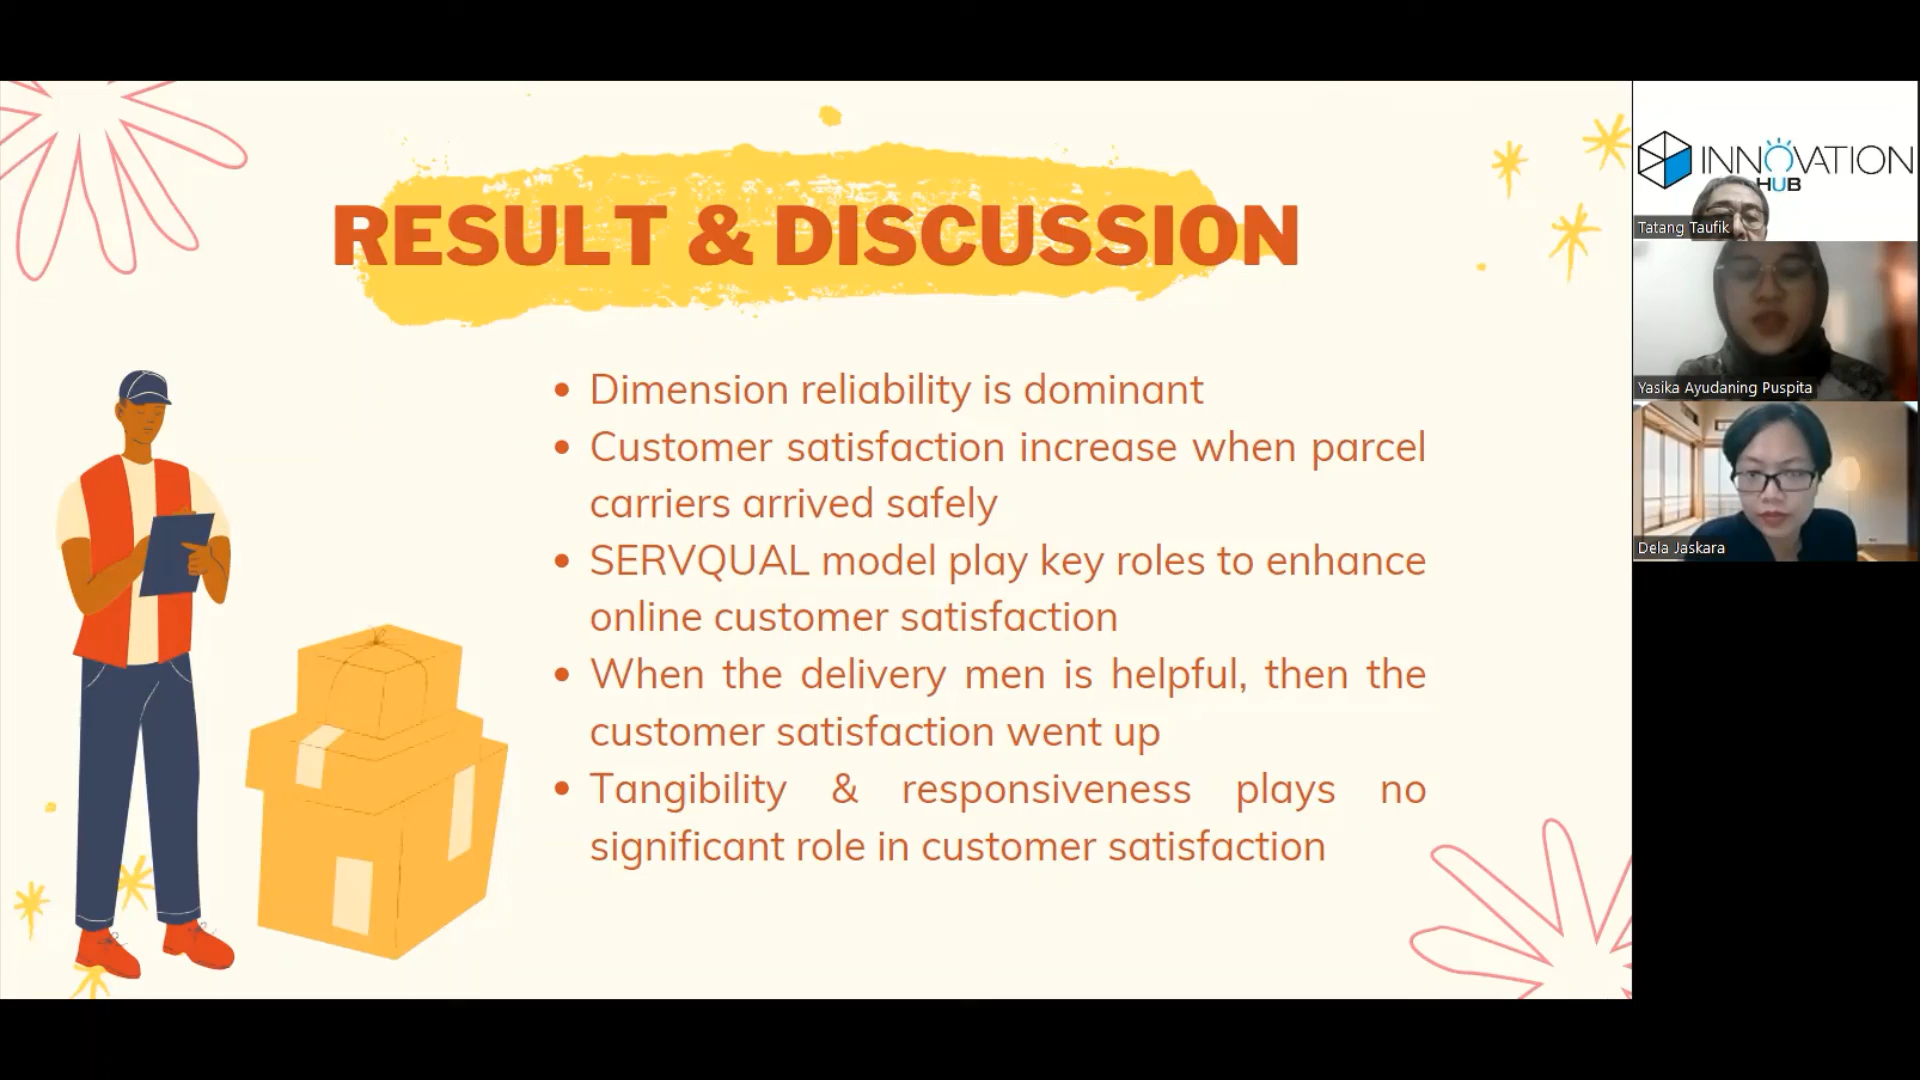 RESULT & DISCUSSION
Dimension reliability is dominant
Customer satisfaction increase when parcel
carriers arrived safely
SERVQUAL model play key roles to enhance
online customer satisfaction
When the delivery men is helpful, then the
customer satisfaction went up
Tangibility & responsiveness plays no
significant role in customer satisfaction
INNOVATION
HUB
Tatang Taufik
Yasika Ayudaning Puspita
Dela Jaskara